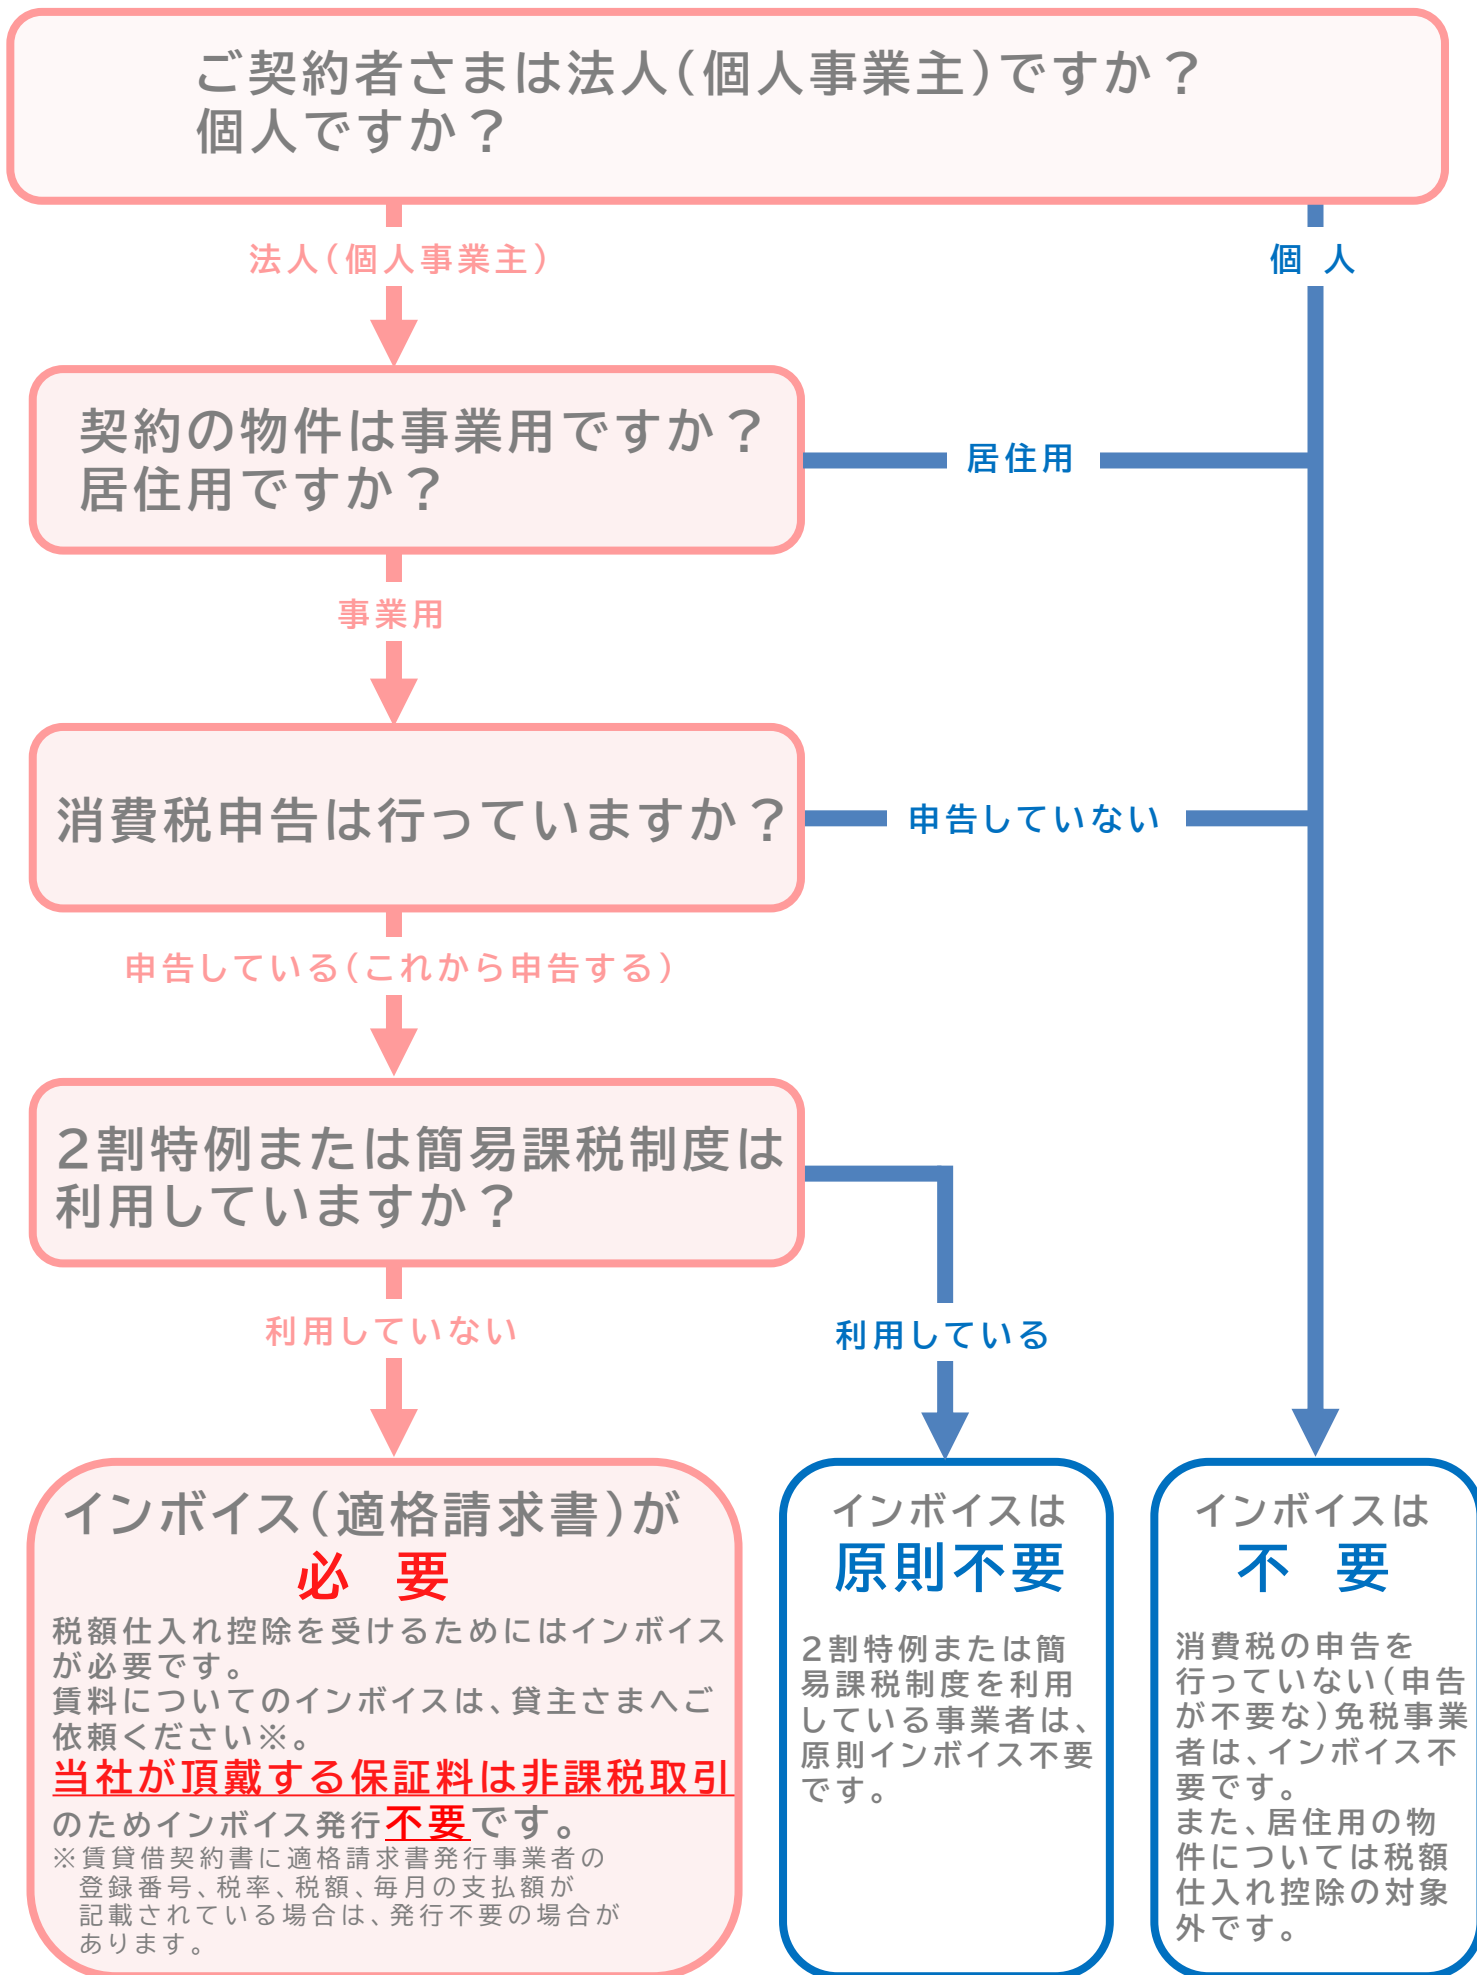 ご契約者さまは法人（個人事業主）ですか？
個人ですか？
法人（個人事業主）
個 人
契約の物件は事業用ですか？
居住用ですか？
居住用
事業用
消費税申告は行っていますか？
申告していない
申告している（これから申告する）
2割特例または簡易課税制度は
利用していますか？
利用していない
利用している
インボイス（適格請求書）が
必 要
税額仕入れ控除を受けるためにはインボイス
が必要です。
賃料についてのインボイスは、貸主さまへご
依頼ください※。
当社が頂戴する保証料は非課税取引
のためインボイス発行不要です。
※賃貸借契約書に適格請求書発行事業者の
登録番号、税率、税額、毎月の支払額が
記載されている場合は、発行不要の場合が
あります。
インボイスは
原則不要
2割特例または簡
易課税制度を利用
している事業者は、
原則インボイス不要
です。
インボイスは
不 要
消費税の申告を
行っていない（申告
が不要な）免税事業
者は、インボイス不
要です。
また、居住用の物
件については税額
仕入れ控除の対象
外です。